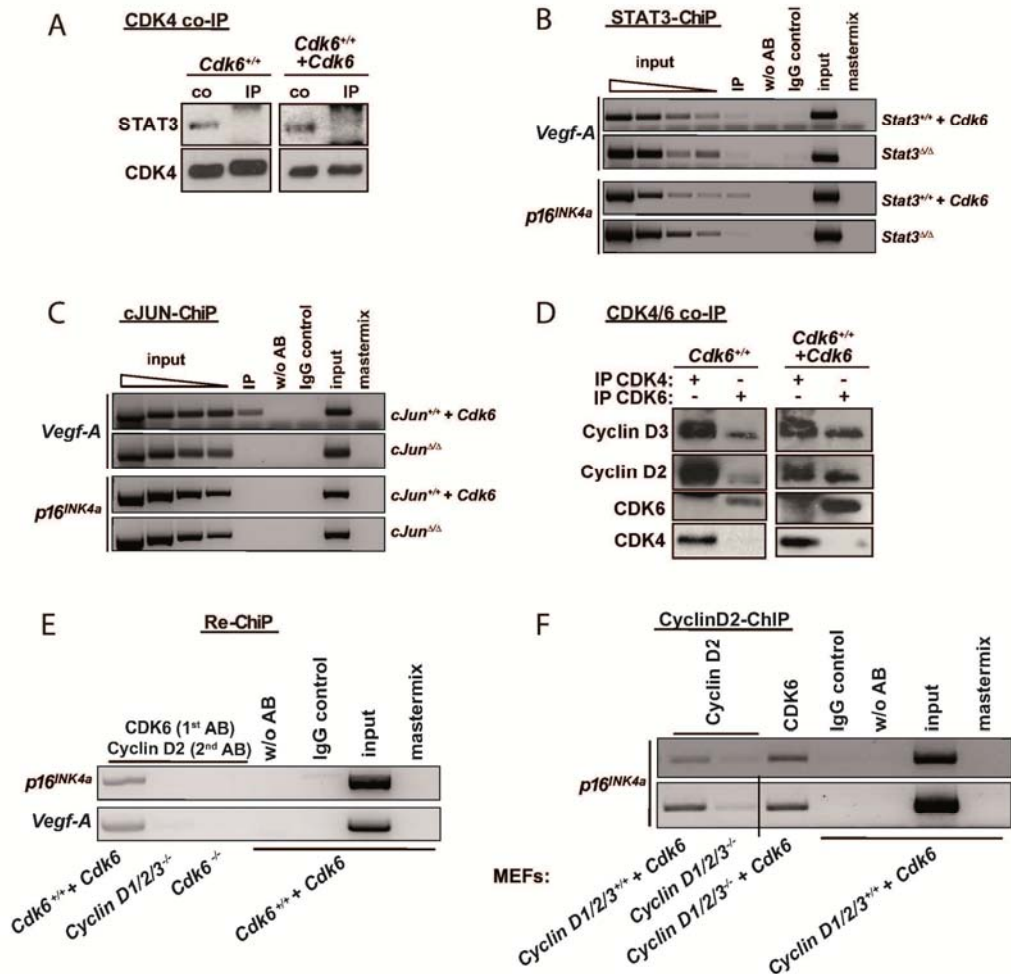 A
CDK4 co-IP
Cdk6+/+
Cdk6+/+
+Cdk6
co IP co IP
STAT3
CDK4
B
STAT3-ChiP
input
IP
w/o AB
IgG control
input
mastermix
Vegf-A
Stat3+/+ + Cdk6
Stat3Δ/Δ
p16INK4a
Stat3+/+ + Cdk6
Stat3Δ/Δ
C
cJUN-ChiP
input
IP
w/o AB
IgG control
input
mastermix
Vegf-A
cJun+/+ + Cdk6
cJunΔ/Δ
p16INK4a
cJun+/+ + Cdk6
cJunΔ/Δ
D
CDK4/6 co-IP
Cdk6+/+
Cdk6+/+
+Cdk6
IP CDK4: + - + -
IP CDK6: - + - +
Cyclin D3
Cyclin D2
CDK6
CDK4
E
Re-ChiP
CDK6 (1st AB)
Cyclin D2 (2nd AB)
w/o AB
IgG control
input
mastermix
p16INK4a
Vegf-A
Cdk6+/+ + Cdk6
Cyclin D1/2/3-/-
Cdk6-/-
Cdk6+/+ + Cdk6
F
CyclinD2-ChIP
Cyclin D2
CDK6
IgG control
w/o AB
input
mastermix
p16INK4a
MEFs:
Cyclin D1/2/3+/+ + Cdk6
Cyclin D1/2/3-/-
Cyclin D1/2/3-/- + Cdk6
Cyclin D1/2/3+/+ + Cdk6